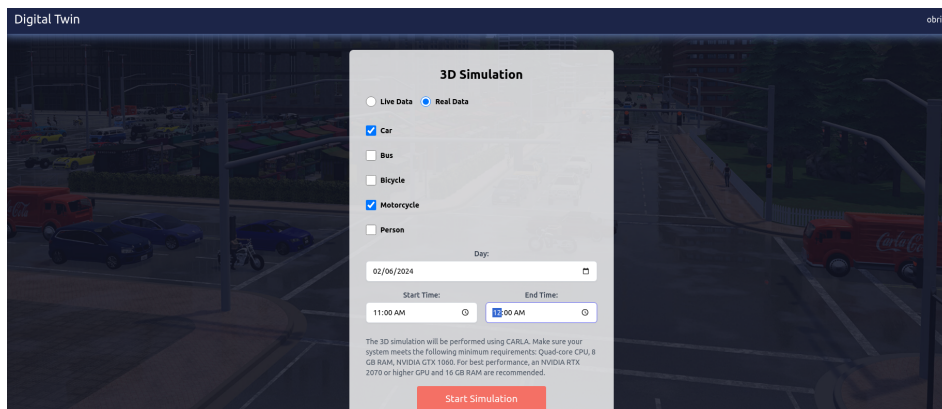 Digital Twin
obri
3D Simulation
Live Data Real Data
Car
Bus
Bicycle
Motorcycle
Person
Day:
02/06/2024
Start Time: End Time:
11:00 AM 12:00 AM
The 3D simulation will be performed using CARLA. Make sure your
system meets the following minimum requirements: Quad-core CPU, 8
GB RAM, NVIDIA GTX 1060. For best performance, an NVIDIA RTX
2070 or higher GPU and 16 GB RAM are recommended.
Start Simulation